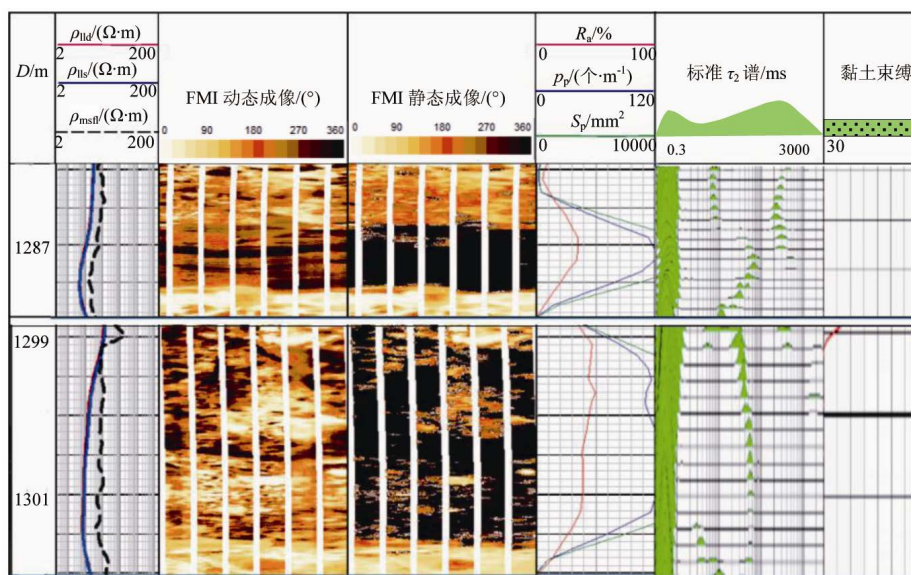 D/m
ρlld/(Ω·m)
2 200
ρlls/(Ω·m)
2 200
ρmsfl/(Ω·m)
2 200
FMI 动态成像/(°)
0 90 180 270 360
FMI 静态成像/(°)
0 90 180 270 360
Ra/%
0 100
pp/(个·m-1)
0 120
Sp/mm2
0 10000
标准 τ2 谱/ms
0.3 3000
黏土束缚
30
1287
1299
1301